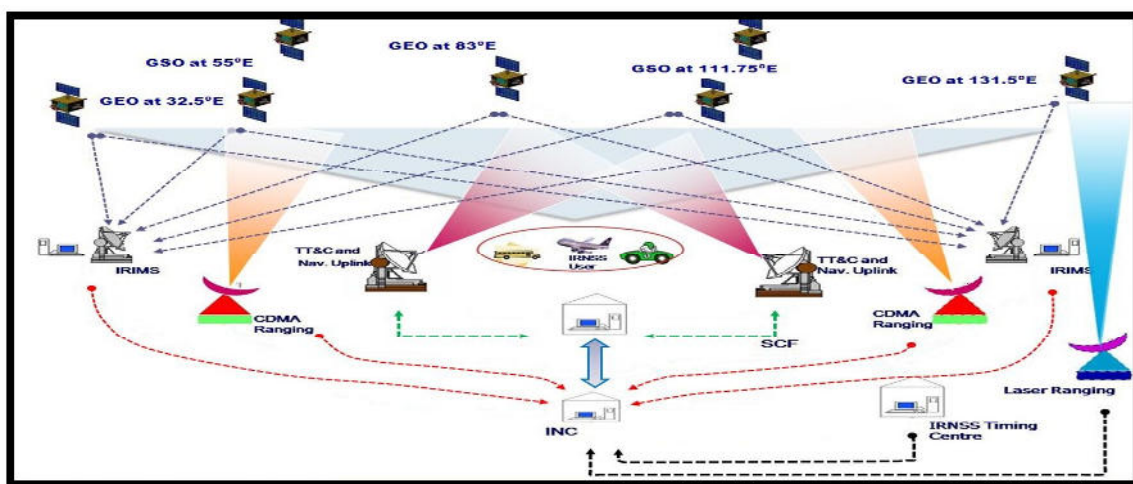 GEO at 83°E
GSO at 55°E
GSO at 111.75°E
GEO at 131.5°E
GEO at 32.5°E
IRIMS
TT&C and
Nav. Uplink
IRNSS
User
TT&C and
Nav. Uplink
IRIMS
CDMA
Ranging
CDMA
Ranging
SCF
Laser Ranging
INC
IRNSS Timing
Centre